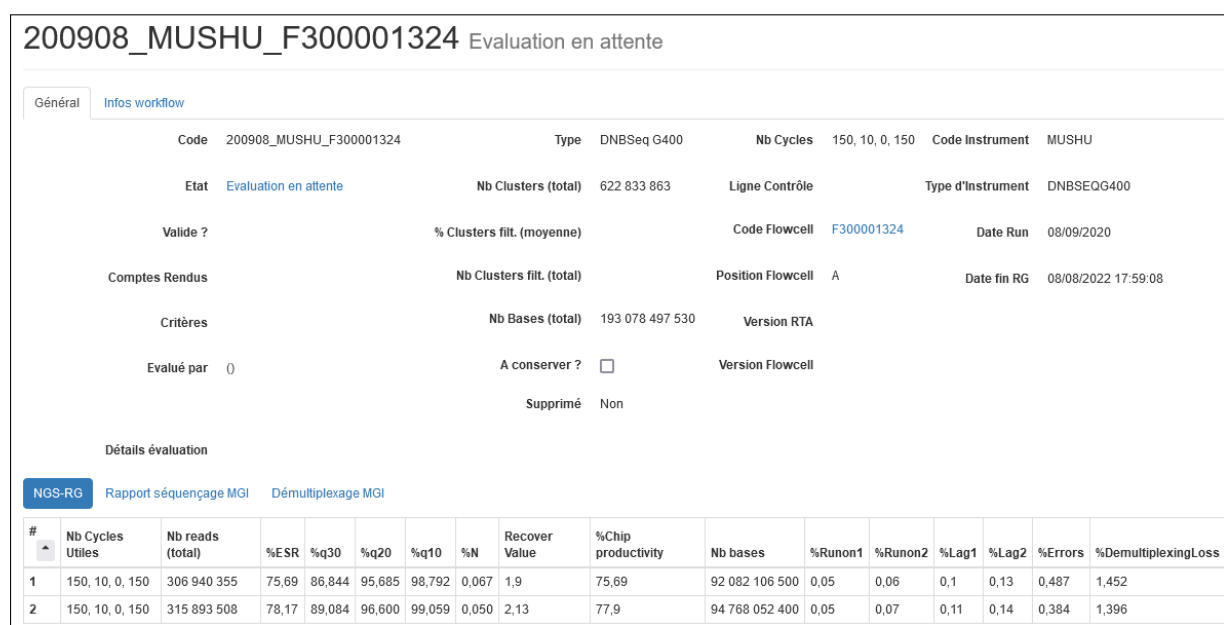 200908_MUSHU_F300001324 Evaluation en attente
Général Infos workflow
Code 200908_MUSHU_F300001324 Type DNBSeq G400 Nb Cycles 150, 10, 0, 150 Code Instrument MUSHU
Etat Evaluation en attente Nb Clusters (total) 622 833 863 Ligne Contrôle Type d'Instrument DNBSEQG400
Valide ? % Clusters filt. (moyenne) Code Flowcell F300001324 Date Run 08/09/2020
Comptes Rendus Nb Clusters filt. (total) Position Flowcell A Date fin RG 08/08/2022 17:59:08
Critères Nb Bases (total) 193 078 497 530 Version RTA
Evalué par () A conserver ? Version Flowcell
Supprimé Non
Détails évaluation
NGS-RG Rapport séquençage MGI Démultiplexage MGI
# Nb Cycles Utiles Nb reads (total) %ESR %q30 %q20 %q10 %N Recover Value %Chip productivity Nb bases %Runon1 %Runon2 %Lag1 %Lag2 %Errors %DemultiplexingLoss
1 150, 10, 0, 150 306 940 355 75,69 86,844 95,685 98,792 0,067 1,9 75,69 92 082 106 500 0,05 0,06 0,1 0,13 0,487 1,452
2 150, 10, 0, 150 315 893 508 78,17 89,084 96,600 99,059 0,050 2,13 77,9 94 768 052 400 0,05 0,07 0,11 0,14 0,384 1,396